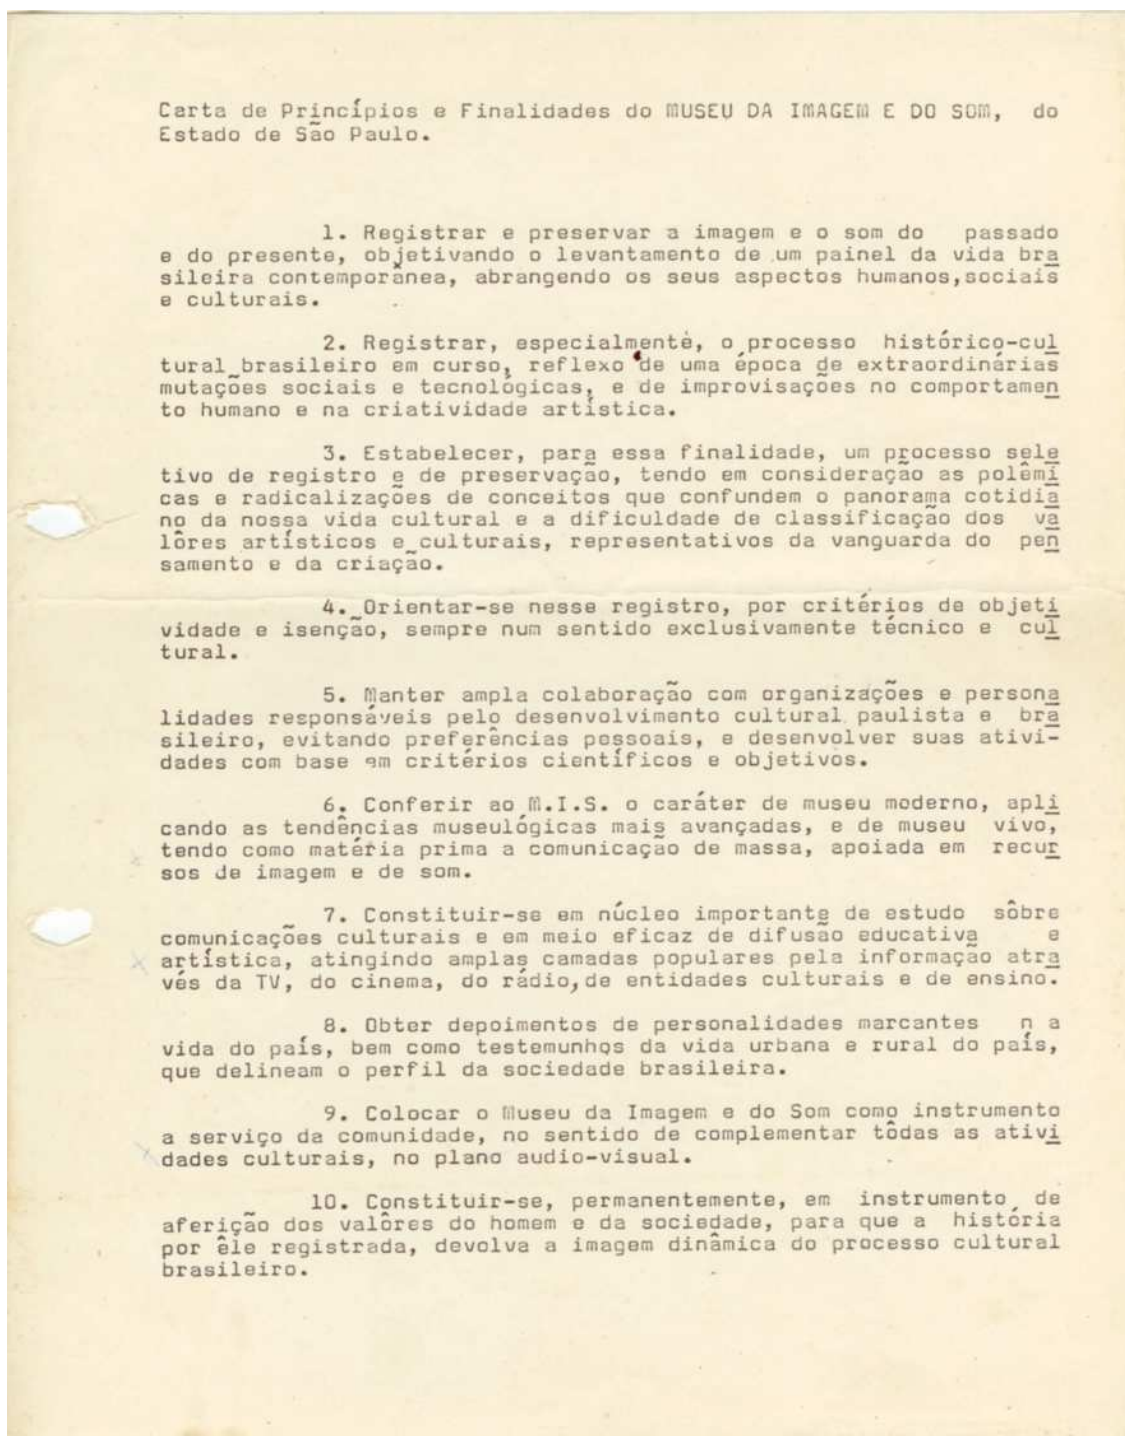 Carta de Princípios e Finalidades do MUSEU DA IMAGEM E DO SOM, do
Estado de São Paulo.
1. Registrar e preservar a imagem e o som do passado
e do presente, objetivando o levantamento de um painel da vida bra
sileira contemporânea, abrangendo os seus aspectos humanos,sociais
e culturais.
2. Registrar, especialmente, o processo histórico-cul
tural brasileiro em curso, reflexo de uma época de extraordinárias
mutações sociais e tecnológicas, e de improvisações no comportamen
to humano e na criatividade artística.
3. Estabelecer, para essa finalidade, um processo sele
tivo de registro e de preservação, tendo em consideração as polêmi
cas e radicalizações de conceitos que confundem o panorama cotidia
no da nossa vida cultural e a dificuldade de classificação dos va
lôres artísticos e culturais, representativos da vanguarda do pen
samento e da criação.
4. Orientar-se nesse registro, por critérios de objeti
vidade e isenção, sempre num sentido exclusivamente técnico e cul
tural.
5. Manter ampla colaboração com organizações e persona
lidades responsáveis pelo desenvolvimento cultural paulista e bra
sileiro, evitando preferências pessoais, e desenvolver suas ativi-
dades com base em critérios científicos e objetivos.
6. Conferir ao M.I.S. o caráter de museu moderno, apli
cando as tendências museulógicas mais avançadas, e de museu vivo,
tendo como matéria prima a comunicação de massa, apoiada em recur
sos de imagem e de som.
7. Constituir-se em núcleo importante de estudo sôbre
comunicações culturais e em meio eficaz de difusão educativa e
artística, atingindo amplas camadas populares pela informação atra
vés da TV, do cinema, do rádio,de entidades culturais e de ensino.
8. Obter depoimentos de personalidades marcantes n a
vida do país, bem como testemunhos da vida urbana e rural do país,
que delineam o perfil da sociedade brasileira.
9. Colocar o Museu da Imagem e do Som como instrumento
a serviço da comunidade, no sentido de complementar tôdas as ativi
dades culturais, no plano audio-visual.
10. Constituir-se, permanentemente, em instrumento de
aferição dos valôres do homem e da sociedade, para que a história
por êle registrada, devolva a imagem dinâmica do processo cultural
brasileiro.